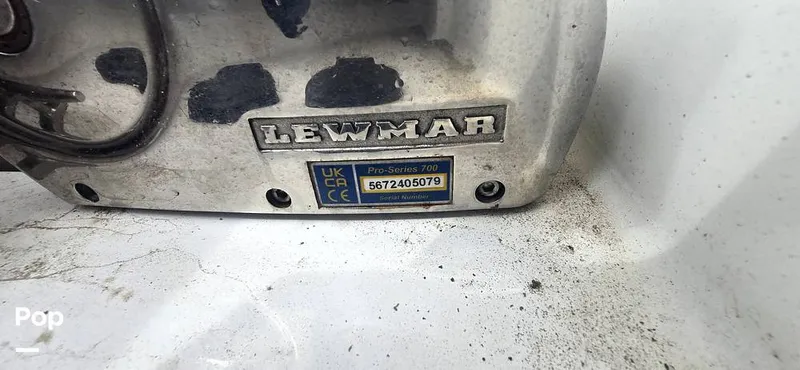 LEWMAR
UK
CA
CE
Pro-Series 700
5672405079
Serial Number
Pop